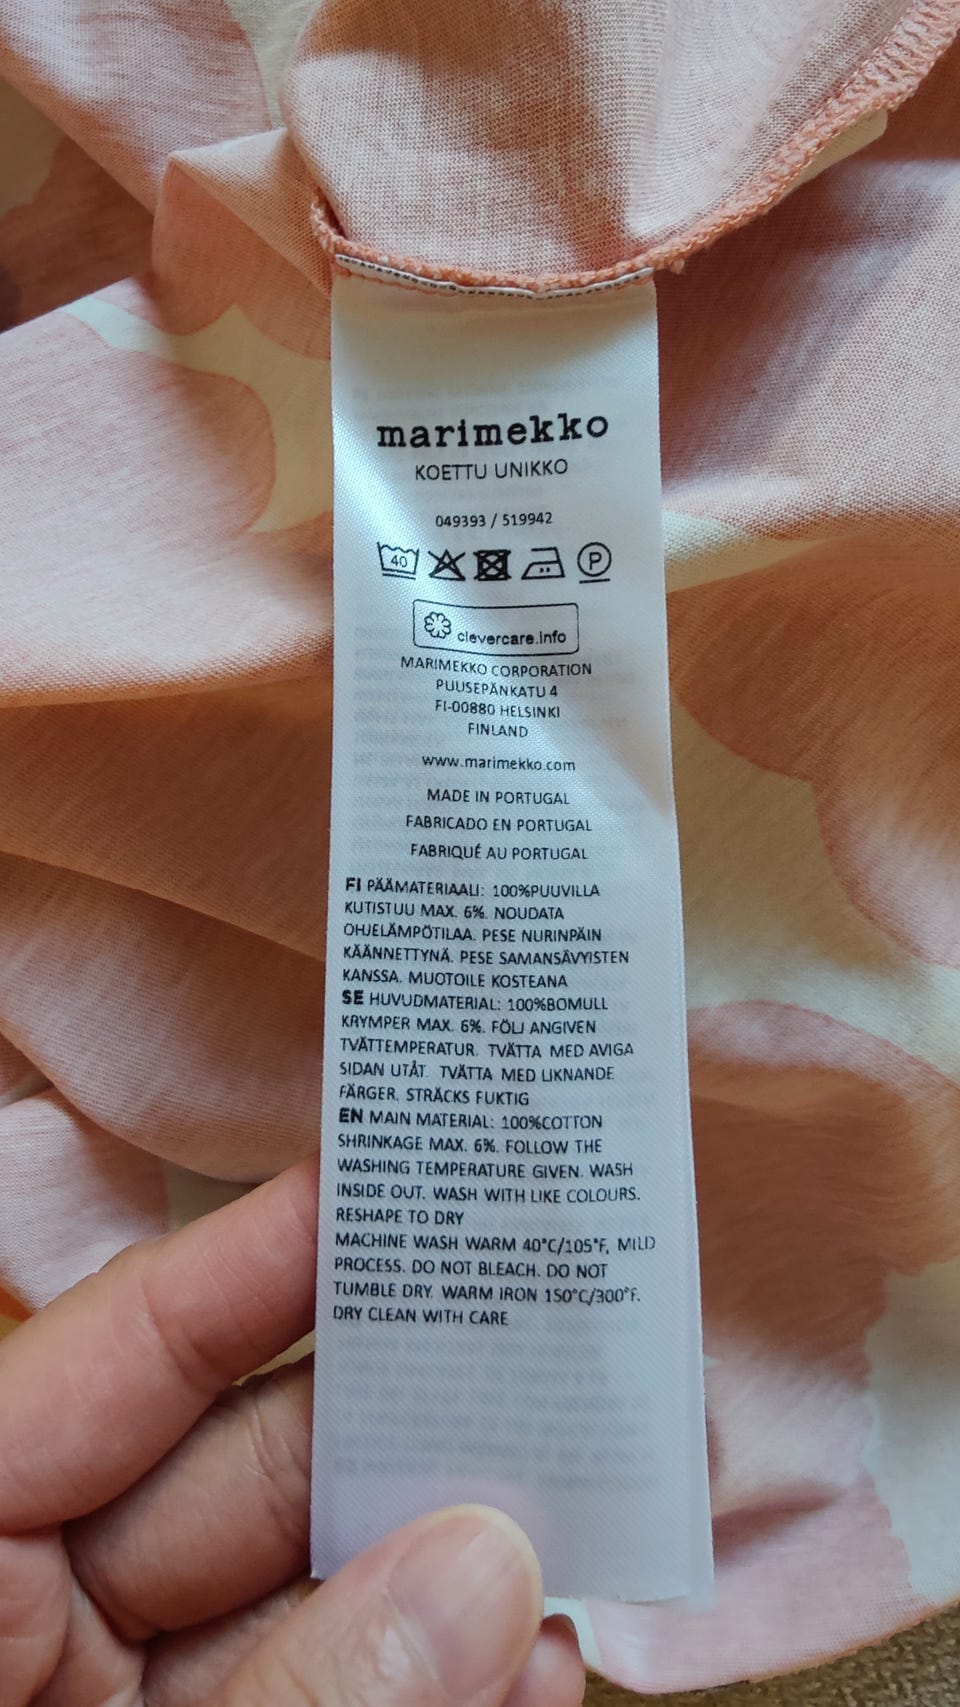 marimekko
KOETTU UNIKKO
049393 / 519942
40 P
clevercare.info
MARIMEKKO CORPORATION
PUUSEPÄNKATU 4
FI-00880 HELSINKI
FINLAND
www.marimekko.com
MADE IN PORTUGAL
FABRICADO EN PORTUGAL
FABRIQUÉ AU PORTUGAL
FI PÄÄMATERIAALI: 100%PUUVILLA
KUTISTUU MAX. 6%. NOUDATA
OHJELÄMPÖTILAA. PESE NURINPÄIN
KÄÄNNETTYNÄ. PESE SAMANSÄVYISTEN
KANSSA. MUOTOILE KOSTEANA
SE HUVUDMATERIAL: 100%BOMULL
KRYMPER MAX. 6%. FÖLJ ANGIVEN
TVÄTTEMPERATUR. TVÄTTA MED AVIGA
SIDAN UTÅT. TVÄTTA MED LIKNANDE
FÄRGER. STRÄCKS FUKTIG
EN MAIN MATERIAL: 100%COTTON
SHRINKAGE MAX. 6%. FOLLOW THE
WASHING TEMPERATURE GIVEN. WASH
INSIDE OUT. WASH WITH LIKE COLOURS.
RESHAPE TO DRY
MACHINE WASH WARM 40°C/105°F, MILD
PROCESS. DO NOT BLEACH. DO NOT
TUMBLE DRY. WARM IRON 150°C/300°F.
DRY CLEAN WITH CARE